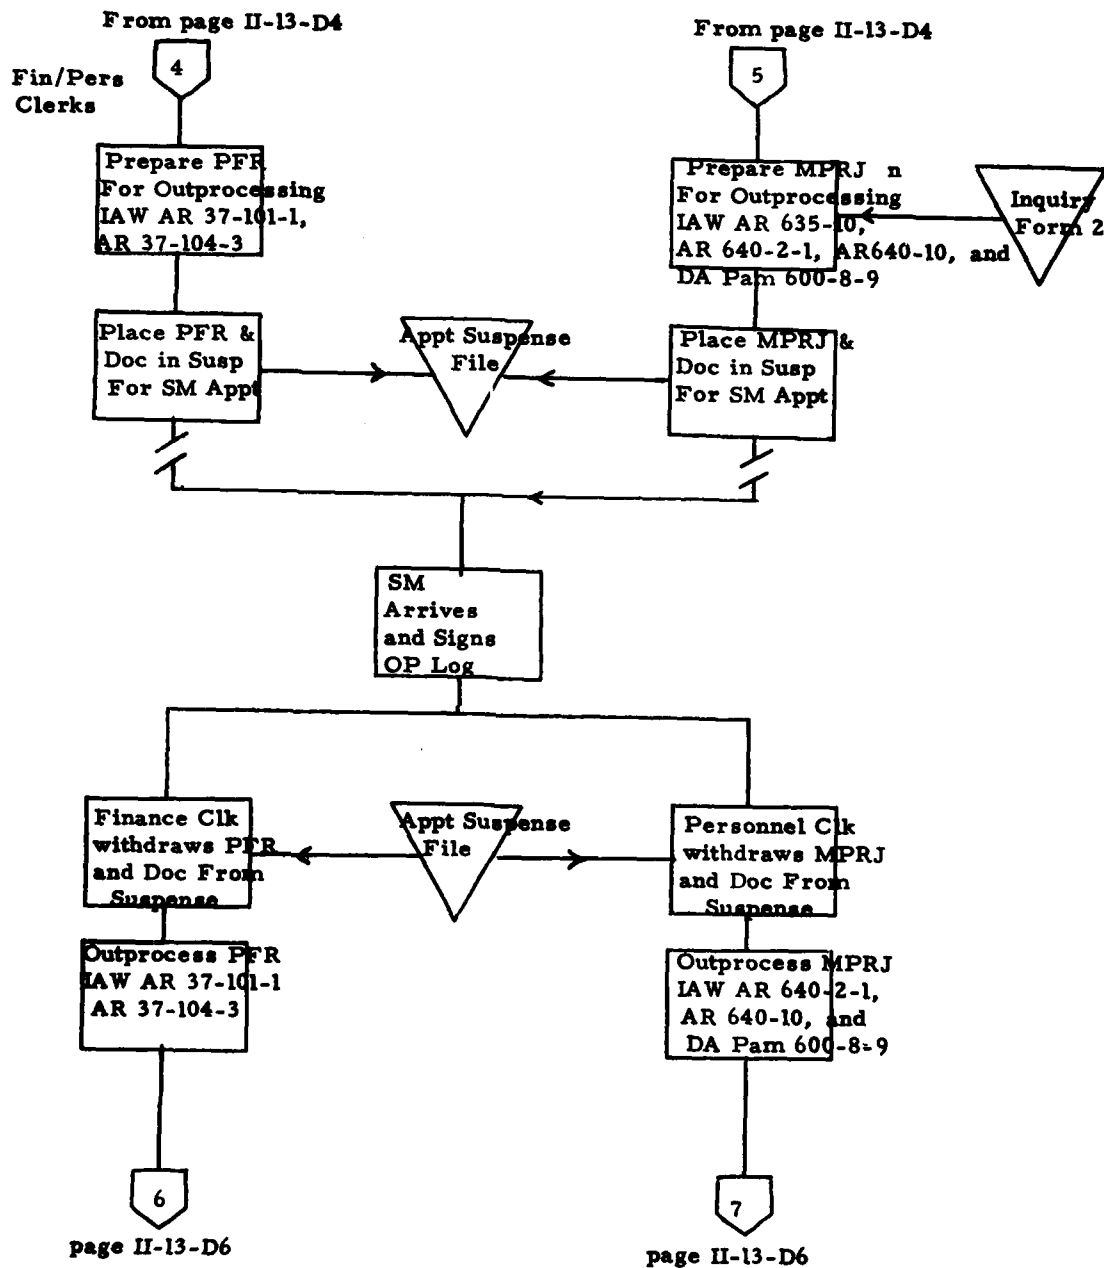 From page II-13-D4
4
Fin/Pers
Clerks
Prepare PFR
For Outprocessing
IAW AR 37-101-1,
AR 37-104-3
From page II-13-D4
5
Prepare MPRJ n
For Outprocessing
IAW AR 635-10,
AR 640-2-1, AR640-10, and
DA Pam 600-8-9
Inquiry
Form 2
Place PFR &
Doc in Susp
For SM Appt
Appt Suspense
File
Place MPRJ &
Doc in Susp
For SM Appt
SM
Arrives
and Signs
OP Log
Finance Clk
withdraws PFR
and Doc From
Suspense
Appt Suspense
File
Personnel Clk
withdraws MPRJ
and Doc From
Suspense
Outprocess PFR
IAW AR 37-101-1
AR 37-104-3
Outprocess MPRJ
IAW AR 640-2-1,
AR 640-10, and
DA Pam 600-8-9
6
page II-13-D6
7
page II-13-D6